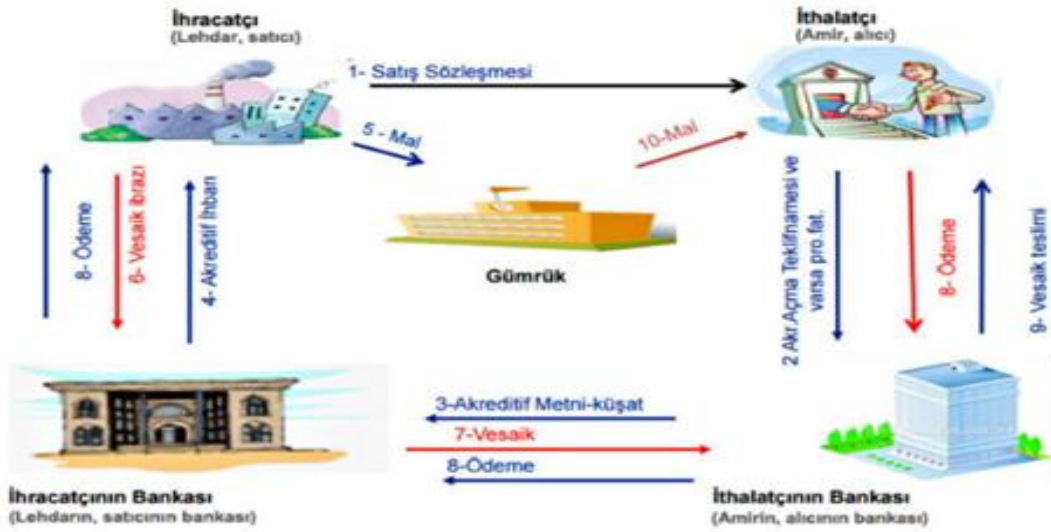 İhracatçı
(Lehdar, satıcı)
İthalatçı
(Amir, alıcı)
1- Satış Sözleşmesi
5 - Mal
10-Mal
Gümrük
8- Ödeme
6- Vesaik ibrazı
4- Akreditif İhbarı
2 Akr.Açma Teklifnamesi ve
varsa pro.fat.
8- Ödeme
9- Vesaik teslimi
3-Akreditif Metni-küşat
7-Vesaik
8-Ödeme
İhracatçının Bankası
(Lehdarın, satıcının bankası)
İthalatçının Bankası
(Amirin, alıcının bankası)